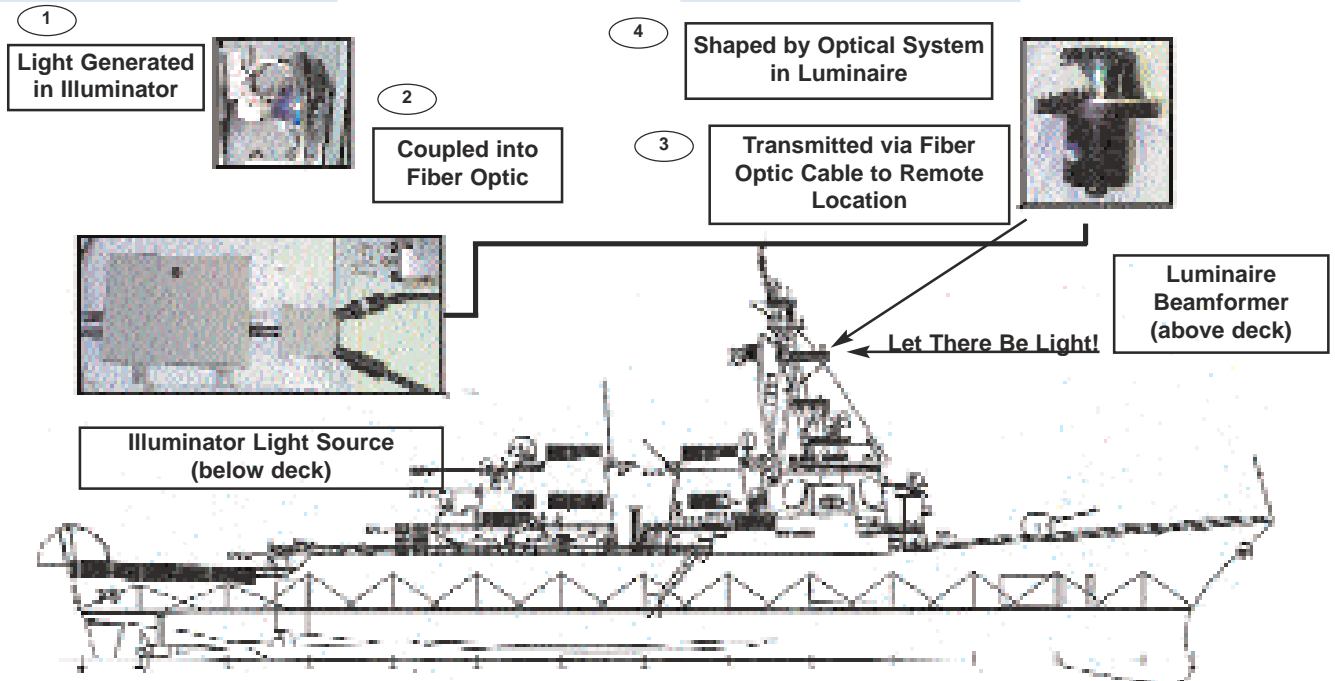 1
Light Generated
in Illuminator
2
Coupled into
Fiber Optic
4
Shaped by Optical System
in Luminaire
3
Transmitted via Fiber
Optic Cable to Remote
Location
Luminaire
Beamformer
(above deck)
Let There Be Light!
Illuminator Light Source
(below deck)